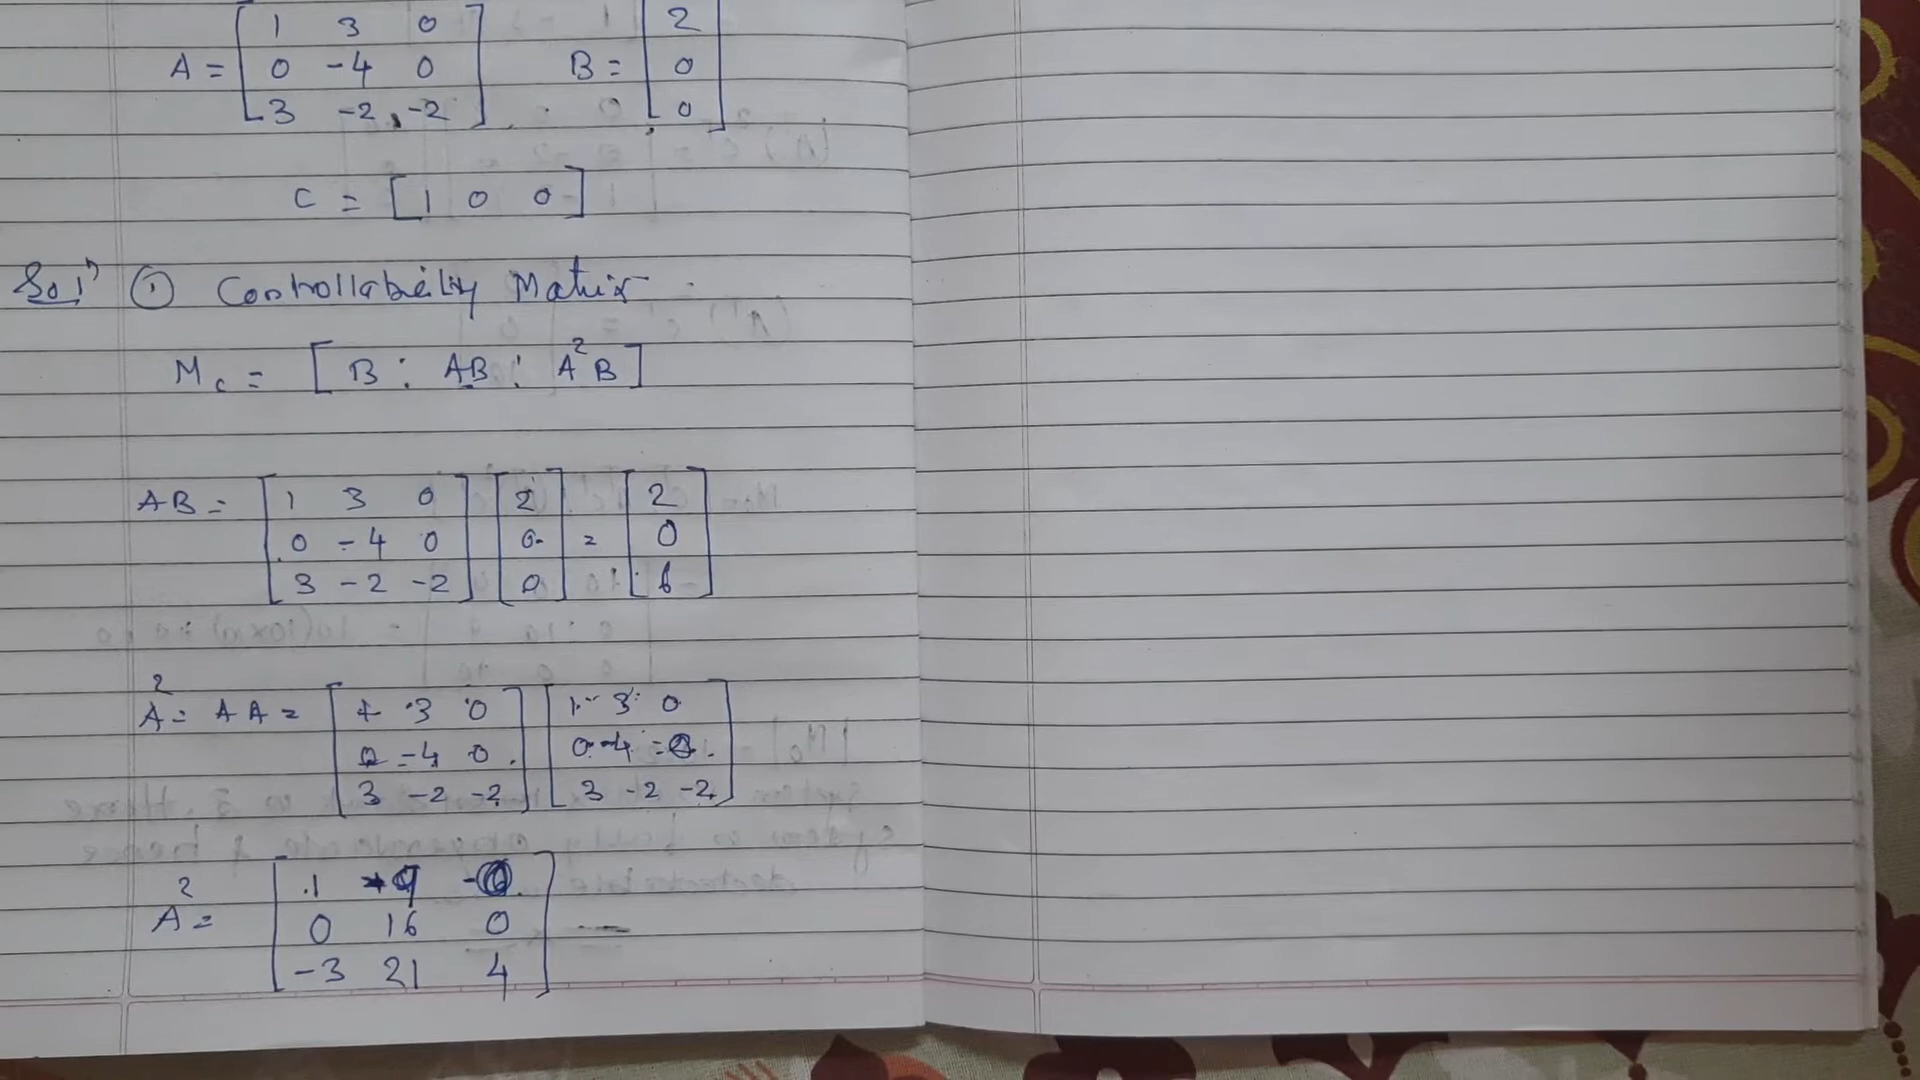 A = [ 1 3 0 B = [ 2
0 -4 0 0
3 -2, -2 ] 0 ]
C = [ 1 0 0 ]
Solⁿ ① Controllability Matrix
Mc = [ B : AB : A²B ]
AB = [ 1 3 0 ] [ 2 ] [ 2 ]
0 -4 0 0 = 0
3 -2 -2 0 6
A² = AA = [ 1 3 0 ] [ 1 3 0 ]
0 -4 0 0 -4 0
3 -2 -2 3 -2 -2
A² = [ 1 -9 0 ]
0 16 0
-3 21 4